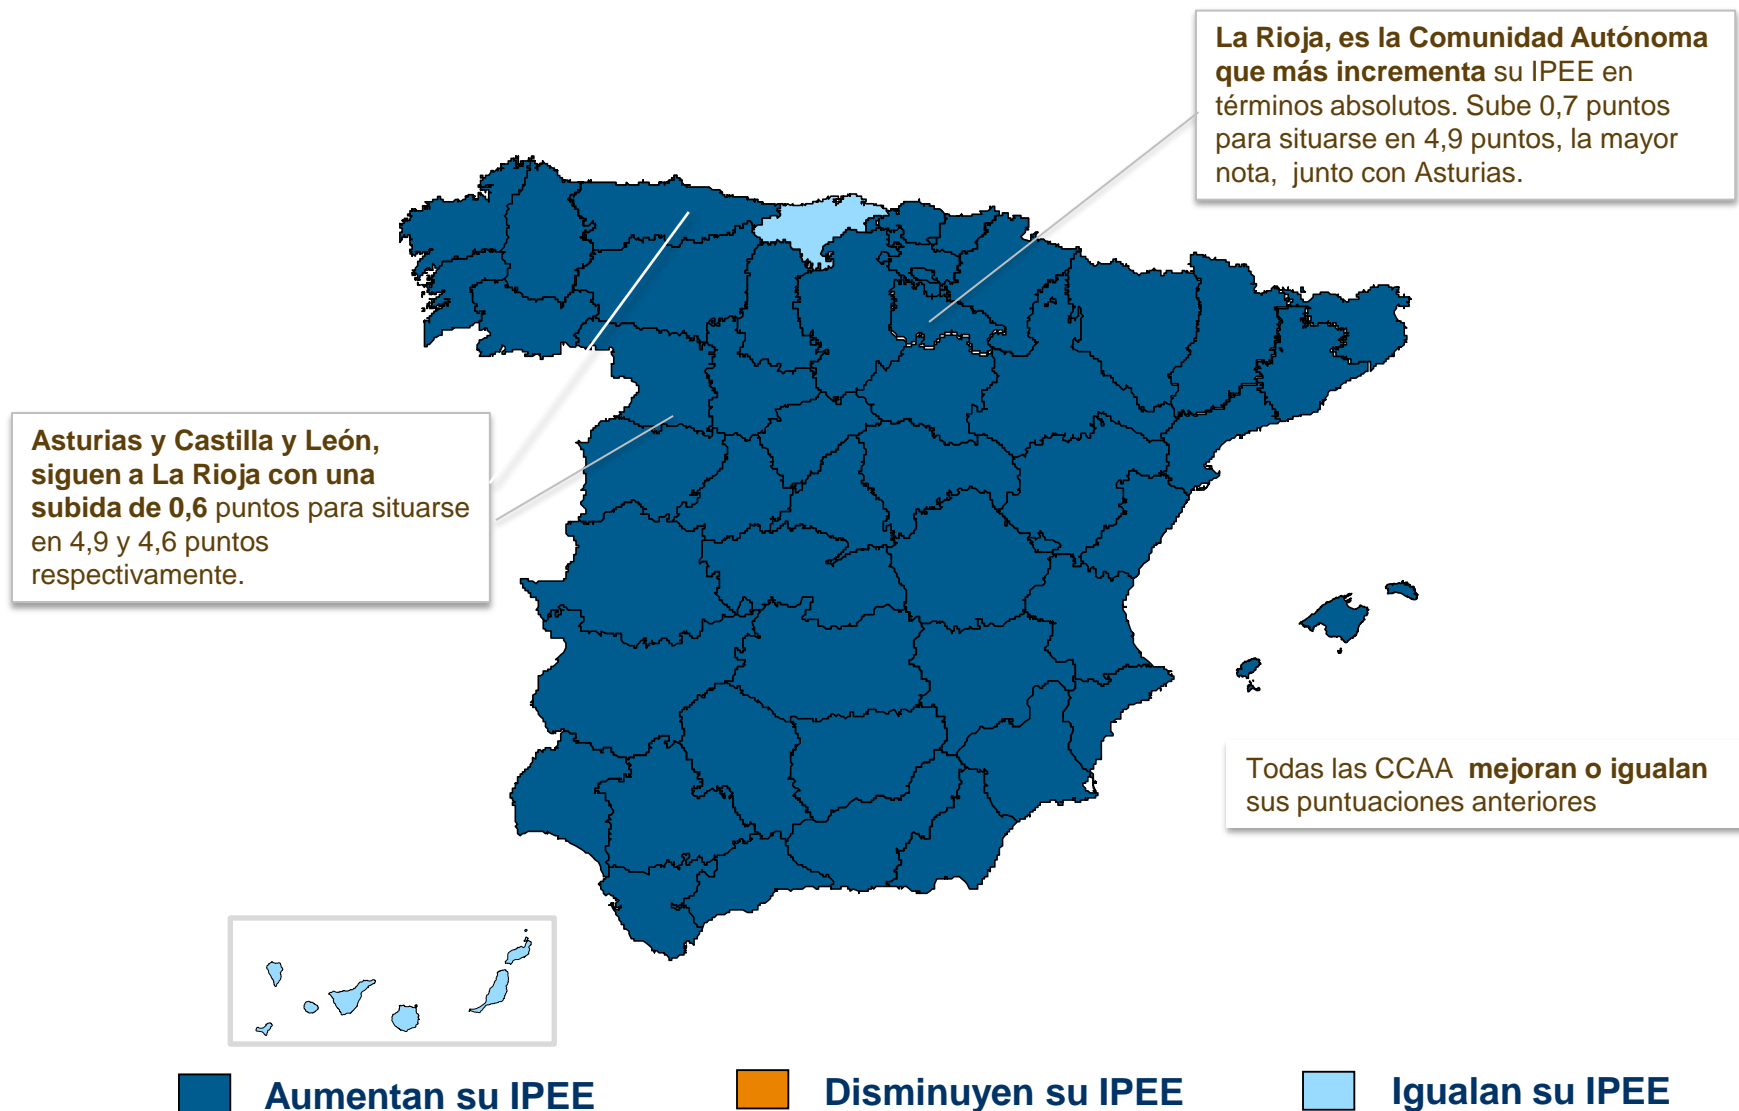 La Rioja, es la Comunidad Autónoma
que más incrementa su IPEE en
términos absolutos. Sube 0,7 puntos
para situarse en 4,9 puntos, la mayor
nota, junto con Asturias.
Asturias y Castilla y León,
siguen a La Rioja con una
subida de 0,6 puntos para situarse
en 4,9 y 4,6 puntos
respectivamente.
Todas las CCAA mejoran o igualan
sus puntuaciones anteriores
Aumentan su IPEE
Disminuyen su IPEE
Igualan su IPEE